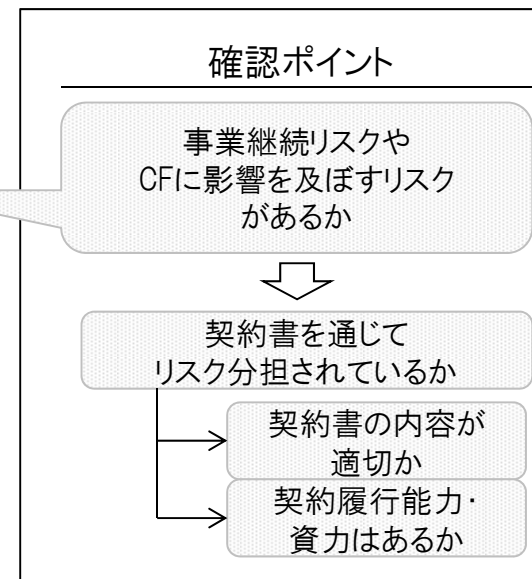 確認ポイント
事業継続リスクや
CFに影響を及ぼすリスク
があるか
契約書を通じて
リスク分担されているか
契約書の内容が
適切か
契約履行能力・
資力はあるか